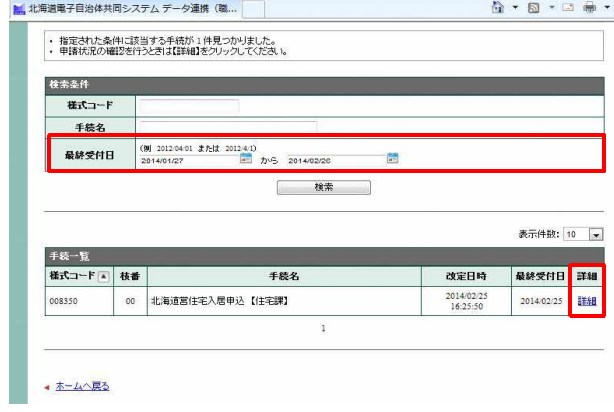 北海道電子自治体共同システム データ連携（職...
・ 指定された条件に該当する手続が 1 件見つかりました。
・ 申請状況の確認を行うときは【詳細】をクリックしてください。
検索条件
様式コード
手続名
最終受付日
(例 2012/04/01 または 2012/4/1)
2014/01/27 から 2014/02/26
検索
表示件数: 10
手続一覧
様式コード 枝番 手続名 改定日時 最終受付日 詳細
008350 00 北海道営住宅入居申込 【住宅課】 2014/02/25 16:25:50 2014/02/25 詳細
1
ホームへ戻る